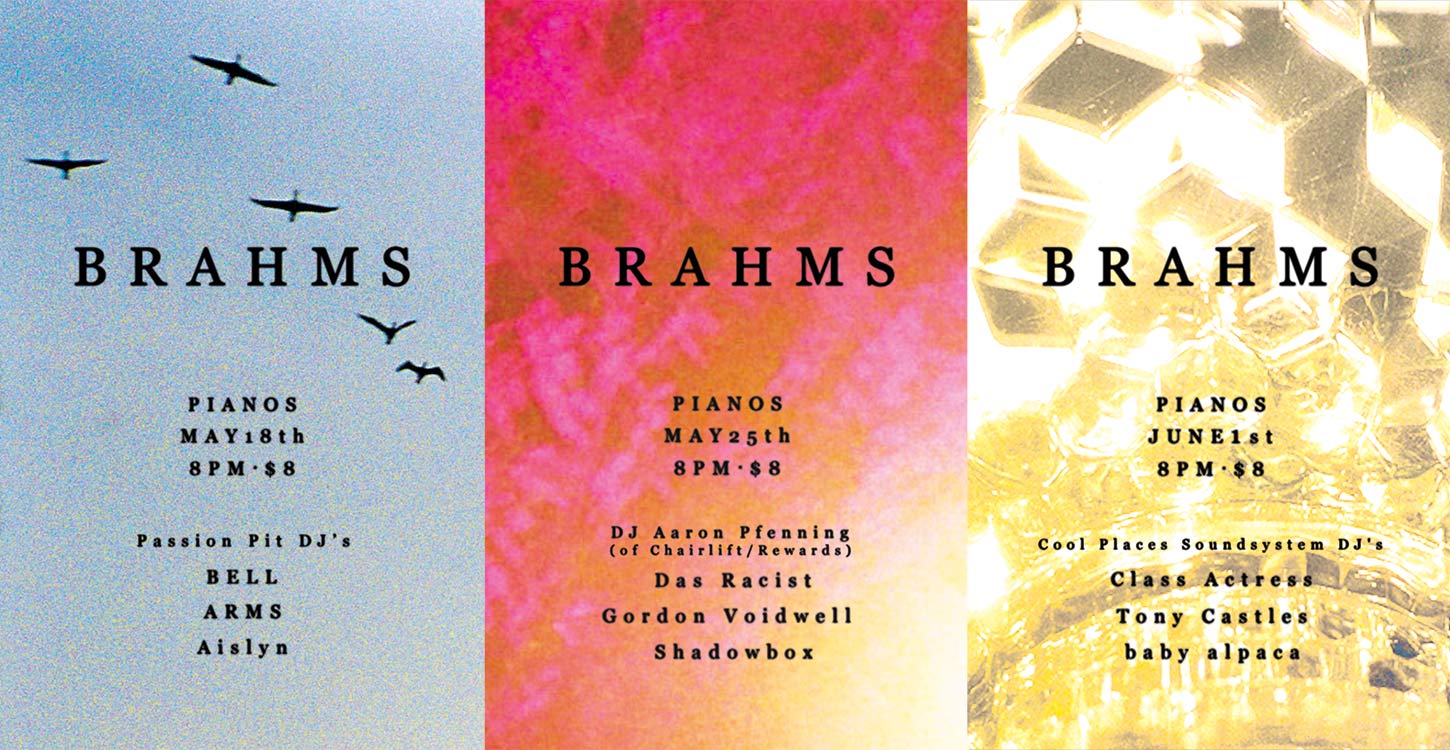 BRAHMS
PIANOS
MAY18th
8PM·$8
Passion Pit DJ's
BELL
ARMS
Aislyn
BRAHMS
PIANOS
MAY25th
8PM·$8
DJ Aaron Pfenning
(of Chairlift/Rewards)
Das Racist
Gordon Voidwell
Shadowbox
BRAHMS
PIANOS
JUNE1st
8PM·$8
Cool Places Soundsystem DJ's
Class Actress
Tony Castles
baby alpaca